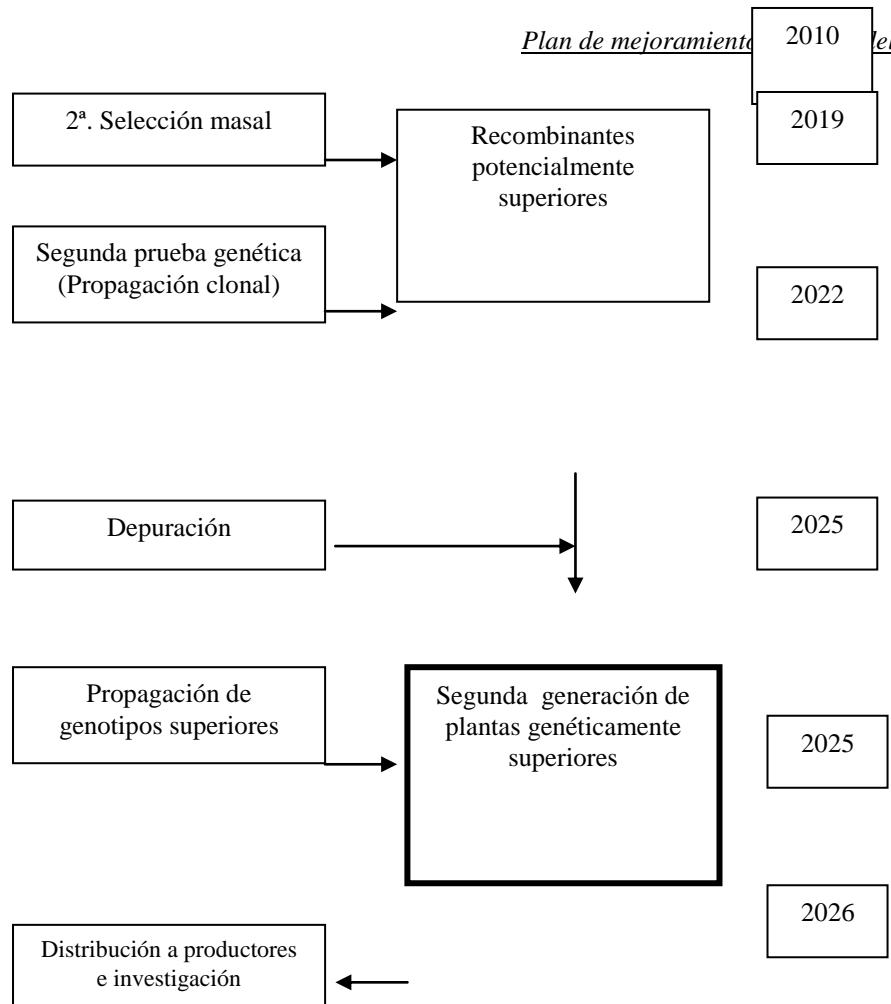 Plan de mejoramiento
2010
2ª. Selección masal
Recombinantes
potencialmente
superiores
2019
Segunda prueba genética
(Propagación clonal)
2022
Depuración
2025
Propagación de
genotipos superiores
Segunda generación de
plantas genéticamente
superiores
2025
2026
Distribución a productores
e investigación